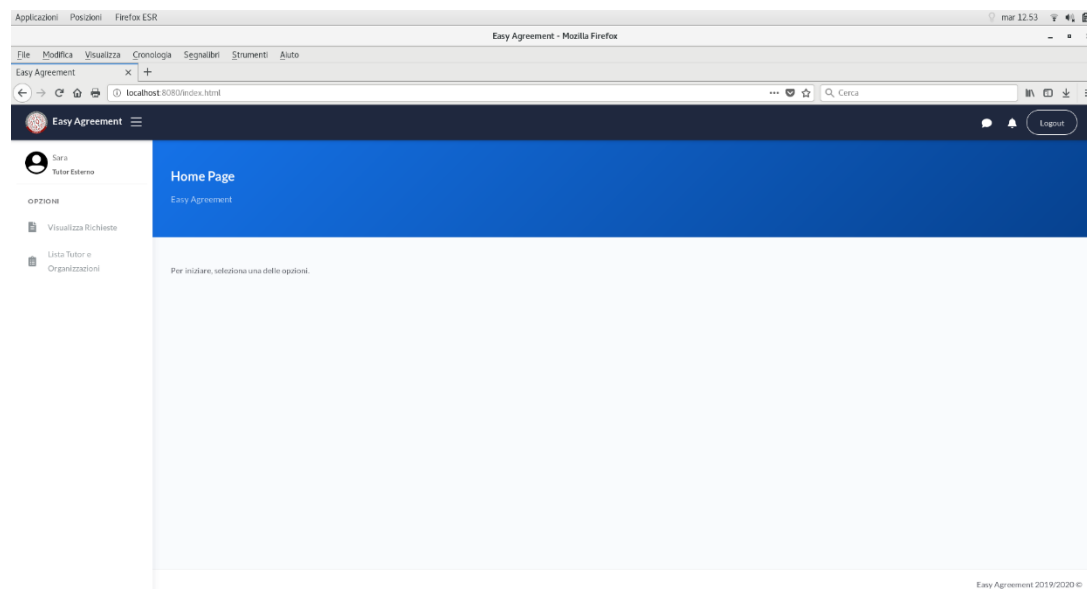 Applicazioni Posizioni Firefox ESR mar 12.53
Easy Agreement - Mozilla Firefox
File Modifica Visualizza Cronologia Segnalibri Strumenti Aiuto
Easy Agreement
localhost:8080/index.html Cerca
Easy Agreement Logout
Sara
Tutor Esterno
OPZIONI
Visualizza Richieste
Lista Tutor e
Organizzazioni
Home Page
Easy Agreement
Per iniziare, seleziona una delle opzioni.
Easy Agreement 2019/2020 ©